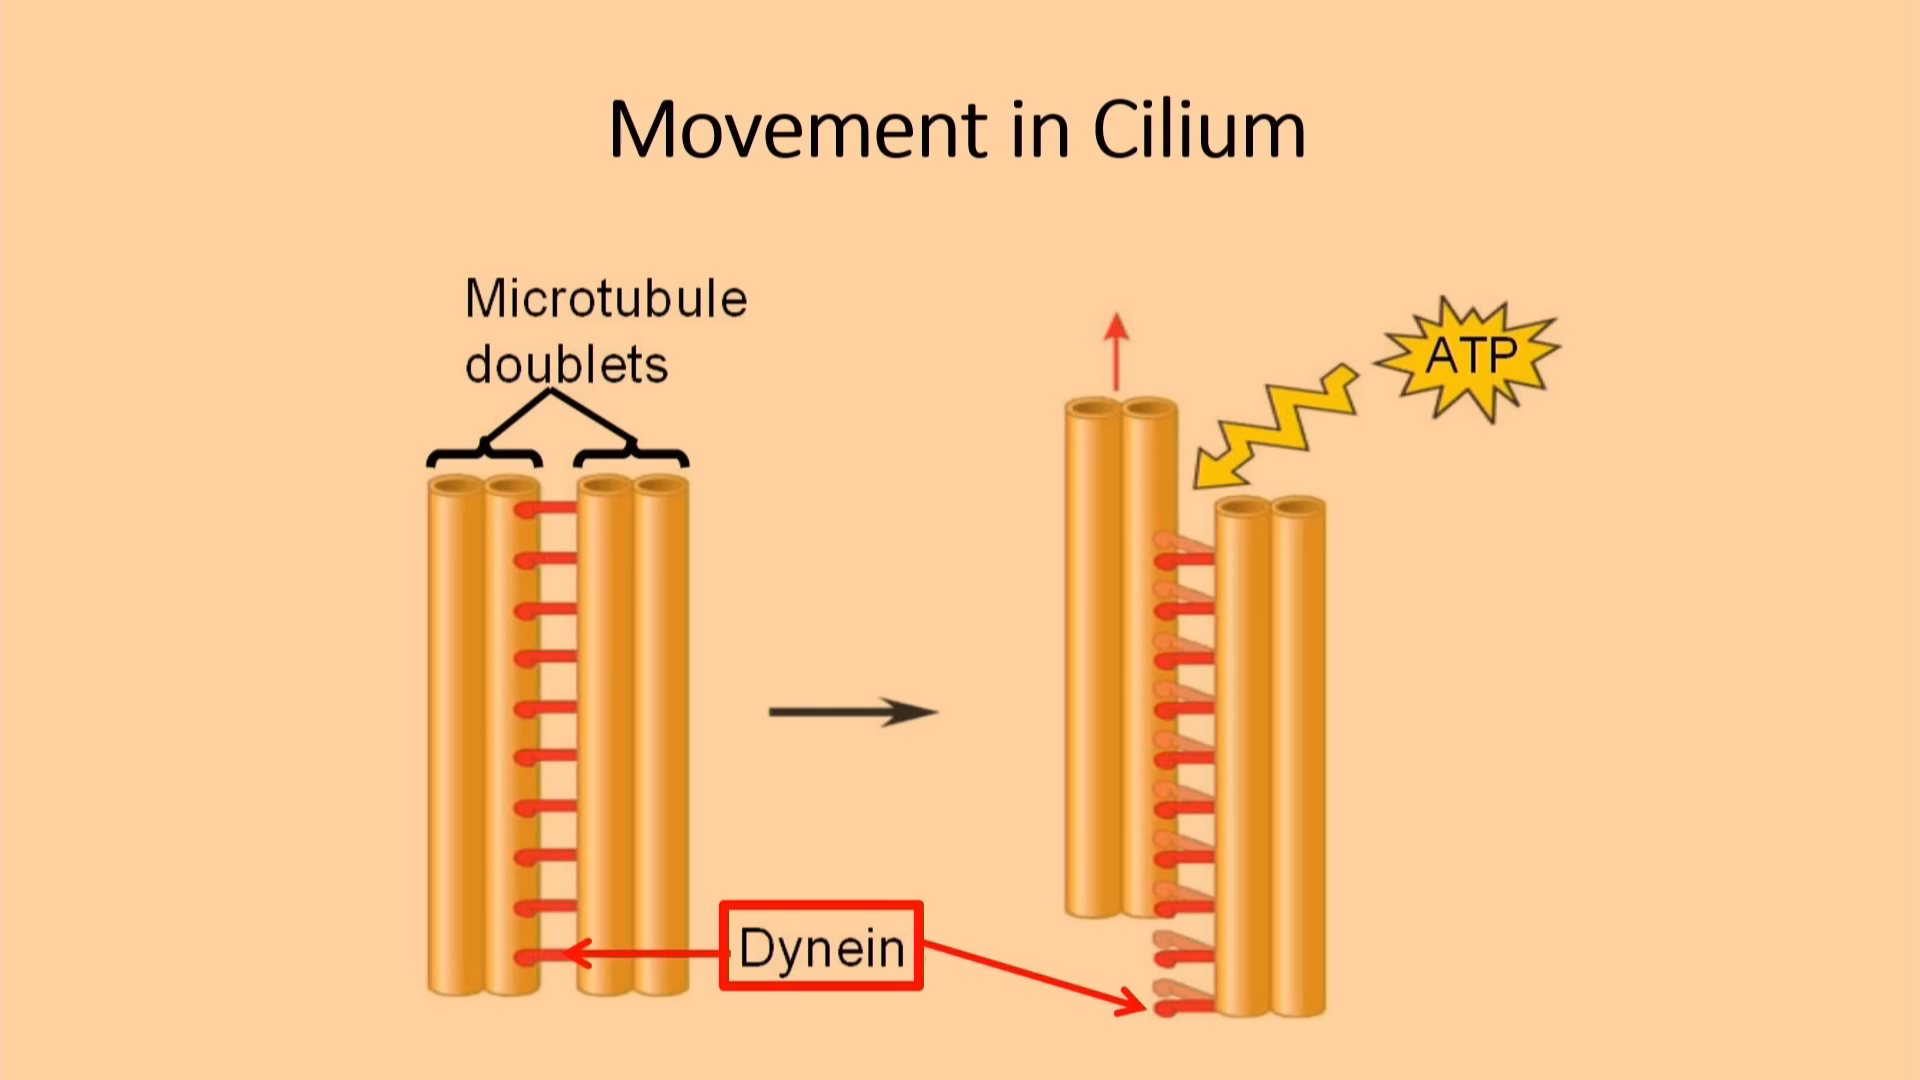 Movement in Cilium
Microtubule
doublets
ATP
Dynein